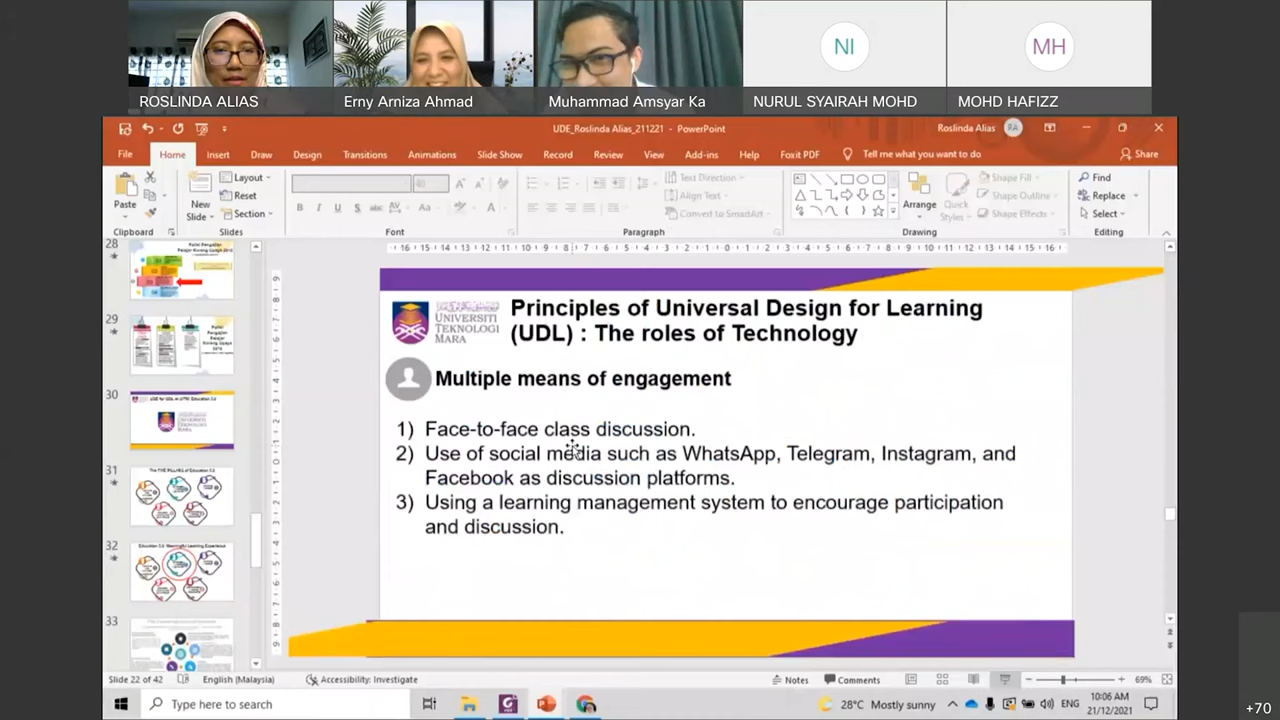 NI
MH
ROSLINDA ALIAS
Erny Arniza Ahmad
Muhammad Amsyar Ka
NURUL SYAIRAH MOHD
MOHD HAFIZZ
UDE_Roslinda Alias_211221 - PowerPoint
Roslinda Alias
RA
File
Home
Insert
Draw
Design
Transitions
Animations
Slide Show
Record
Review
View
Add-ins
Help
Foxit PDF
Tell me what you want to do
Share
Paste
New
Slide
Layout
Reset
Section
Text Direction
Align Text
Convert to SmartArt
Arrange
Quick
Styles
Shape Fill
Shape Outline
Shape Effects
Find
Replace
Select
Clipboard
Slides
Font
Paragraph
Drawing
Editing
28
29
30
31
32
33
UNIVERSITI
TEKNOLOGI
MARA
Principles of Universal Design for Learning
(UDL) : The roles of Technology
Multiple means of engagement
1) Face-to-face class discussion.
2) Use of social media such as WhatsApp, Telegram, Instagram, and
Facebook as discussion platforms.
3) Using a learning management system to encourage participation
and discussion.
Slide 22 of 42
English (Malaysia)
Accessibility: Investigate
Notes
Comments
69%
Type here to search
28°C Mostly sunny
ENG
10:06 AM
21/12/2021
+70